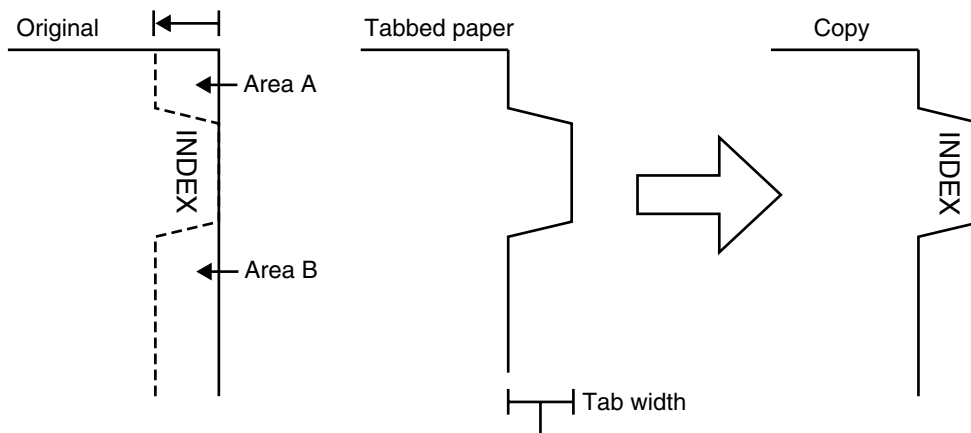 Original
Tabbed paper
Copy
Area A
INDEX
INDEX
Area B
Tab width